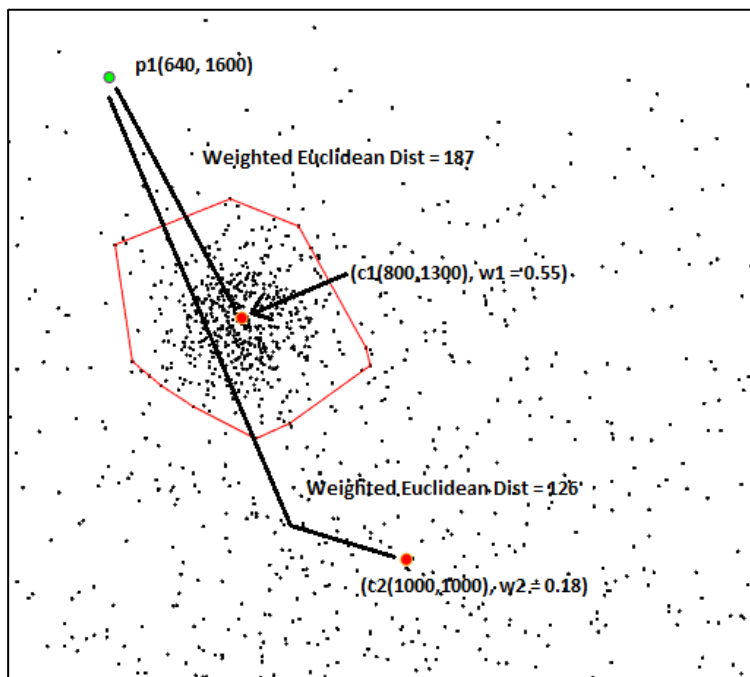 p1(640, 1600)
Weighted Euclidean Dist = 187
(c1(800,1300), w1 = 0.55)
Weighted Euclidean Dist = 126
(c2(1000,1000), w2 = 0.18)